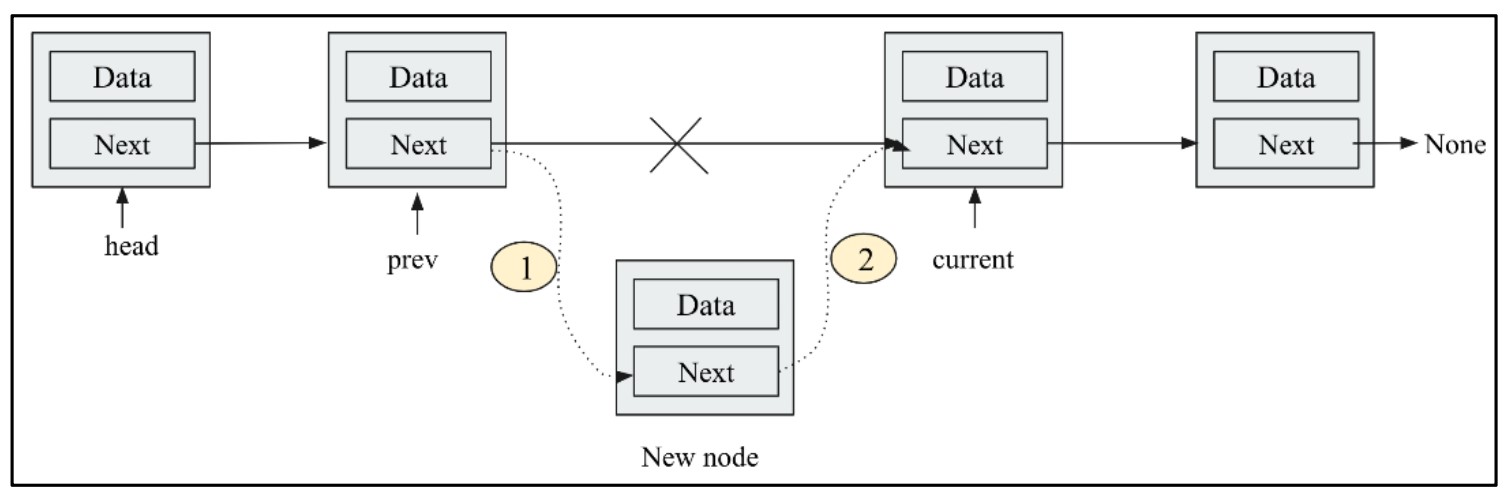 Data
Next
head
Data
Next
prev
1
Data
Next
New node
2
Data
Next
current
Data
Next
None